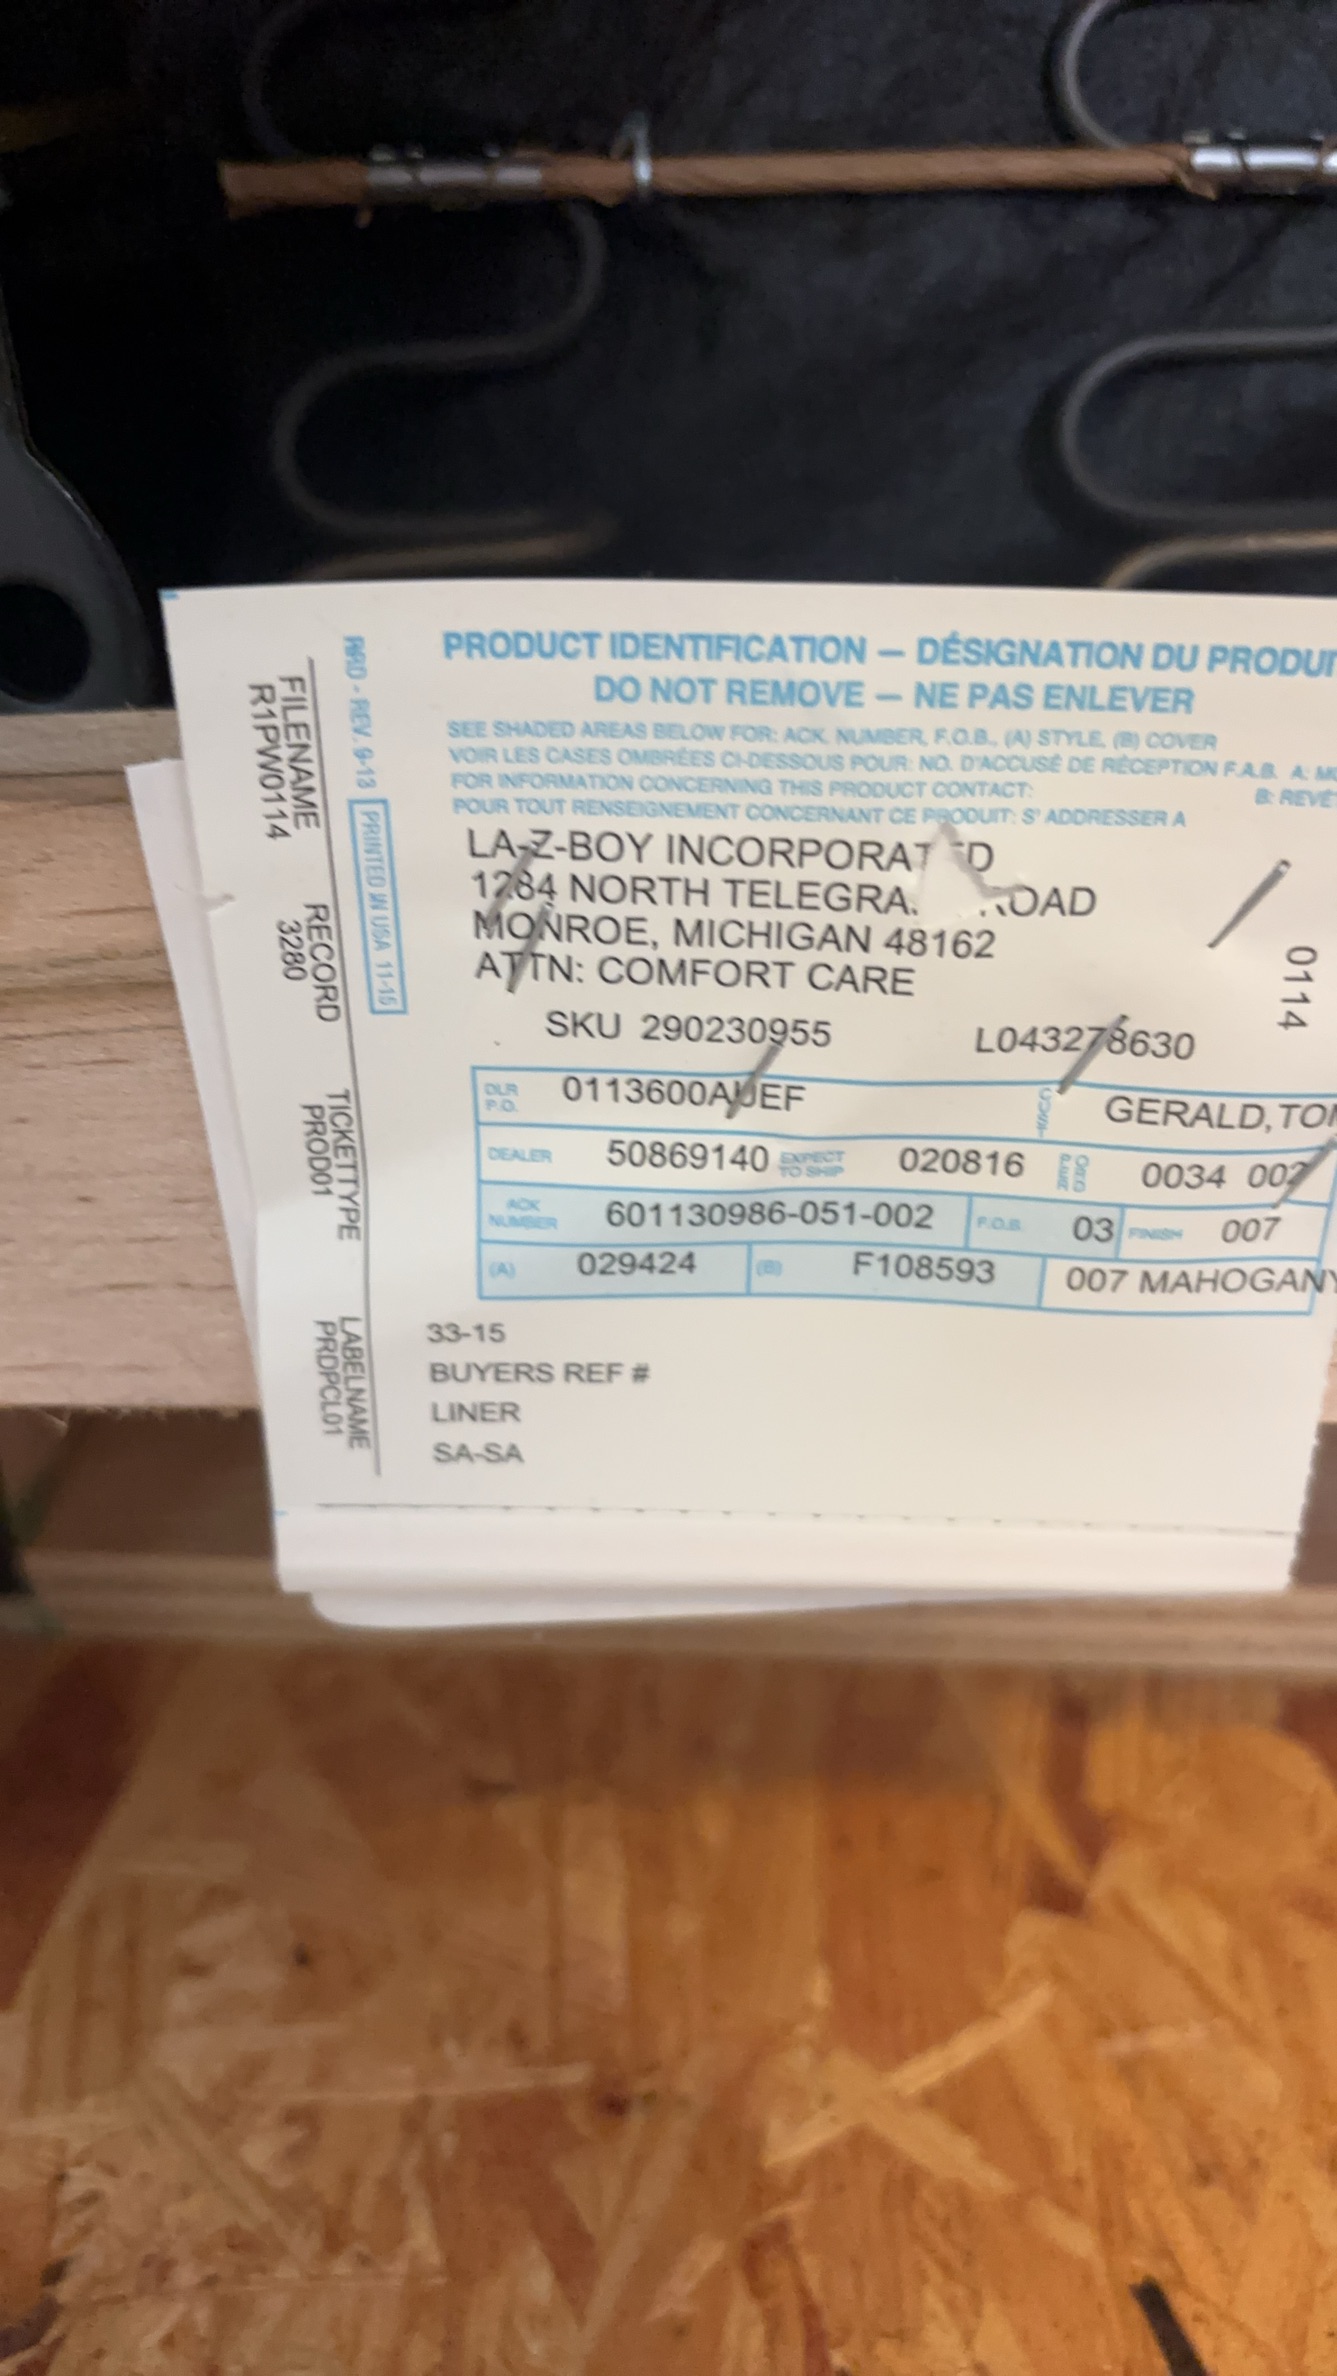 PRODUCT IDENTIFICATION — DÉSIGNATION DU PRODUI
DO NOT REMOVE — NE PAS ENLEVER
SEE SHADED AREAS BELOW FOR: ACK. NUMBER, F.O.B., (A) STYLE, (B) COVER
VOIR LES CASES OMBRÉES CI-DESSOUS POUR: NO. D'ACCUSÉ DE RÉCEPTION F.A.B. A: M
FOR INFORMATION CONCERNING THIS PRODUCT CONTACT: B: REVÊ
POUR TOUT RENSEIGNEMENT CONCERNANT CE PRODUIT: S' ADDRESSER A
LA-Z-BOY INCORPORATED
1284 NORTH TELEGRA. OAD
MONROE, MICHIGAN 48162
ATTN: COMFORT CARE
SKU 290230955 L043278630
0114
DLR P.O. 0113600AUEF GERALD,TO
DEALER 50869140 EXPECT TO SHIP 020816 0034 002
ACK NUMBER 601130986-051-002 F.O.B. 03 FINISH 007
(A) 029424 (B) F108593 007 MAHOGANY
33-15
BUYERS REF #
LINER
SA-SA
REV. 9-13 PRINTED IN USA 11-15
FILENAME RECORD TICKETTYPE LABELNAME
R1PW0114 3280 PROD01 PRDPCL01